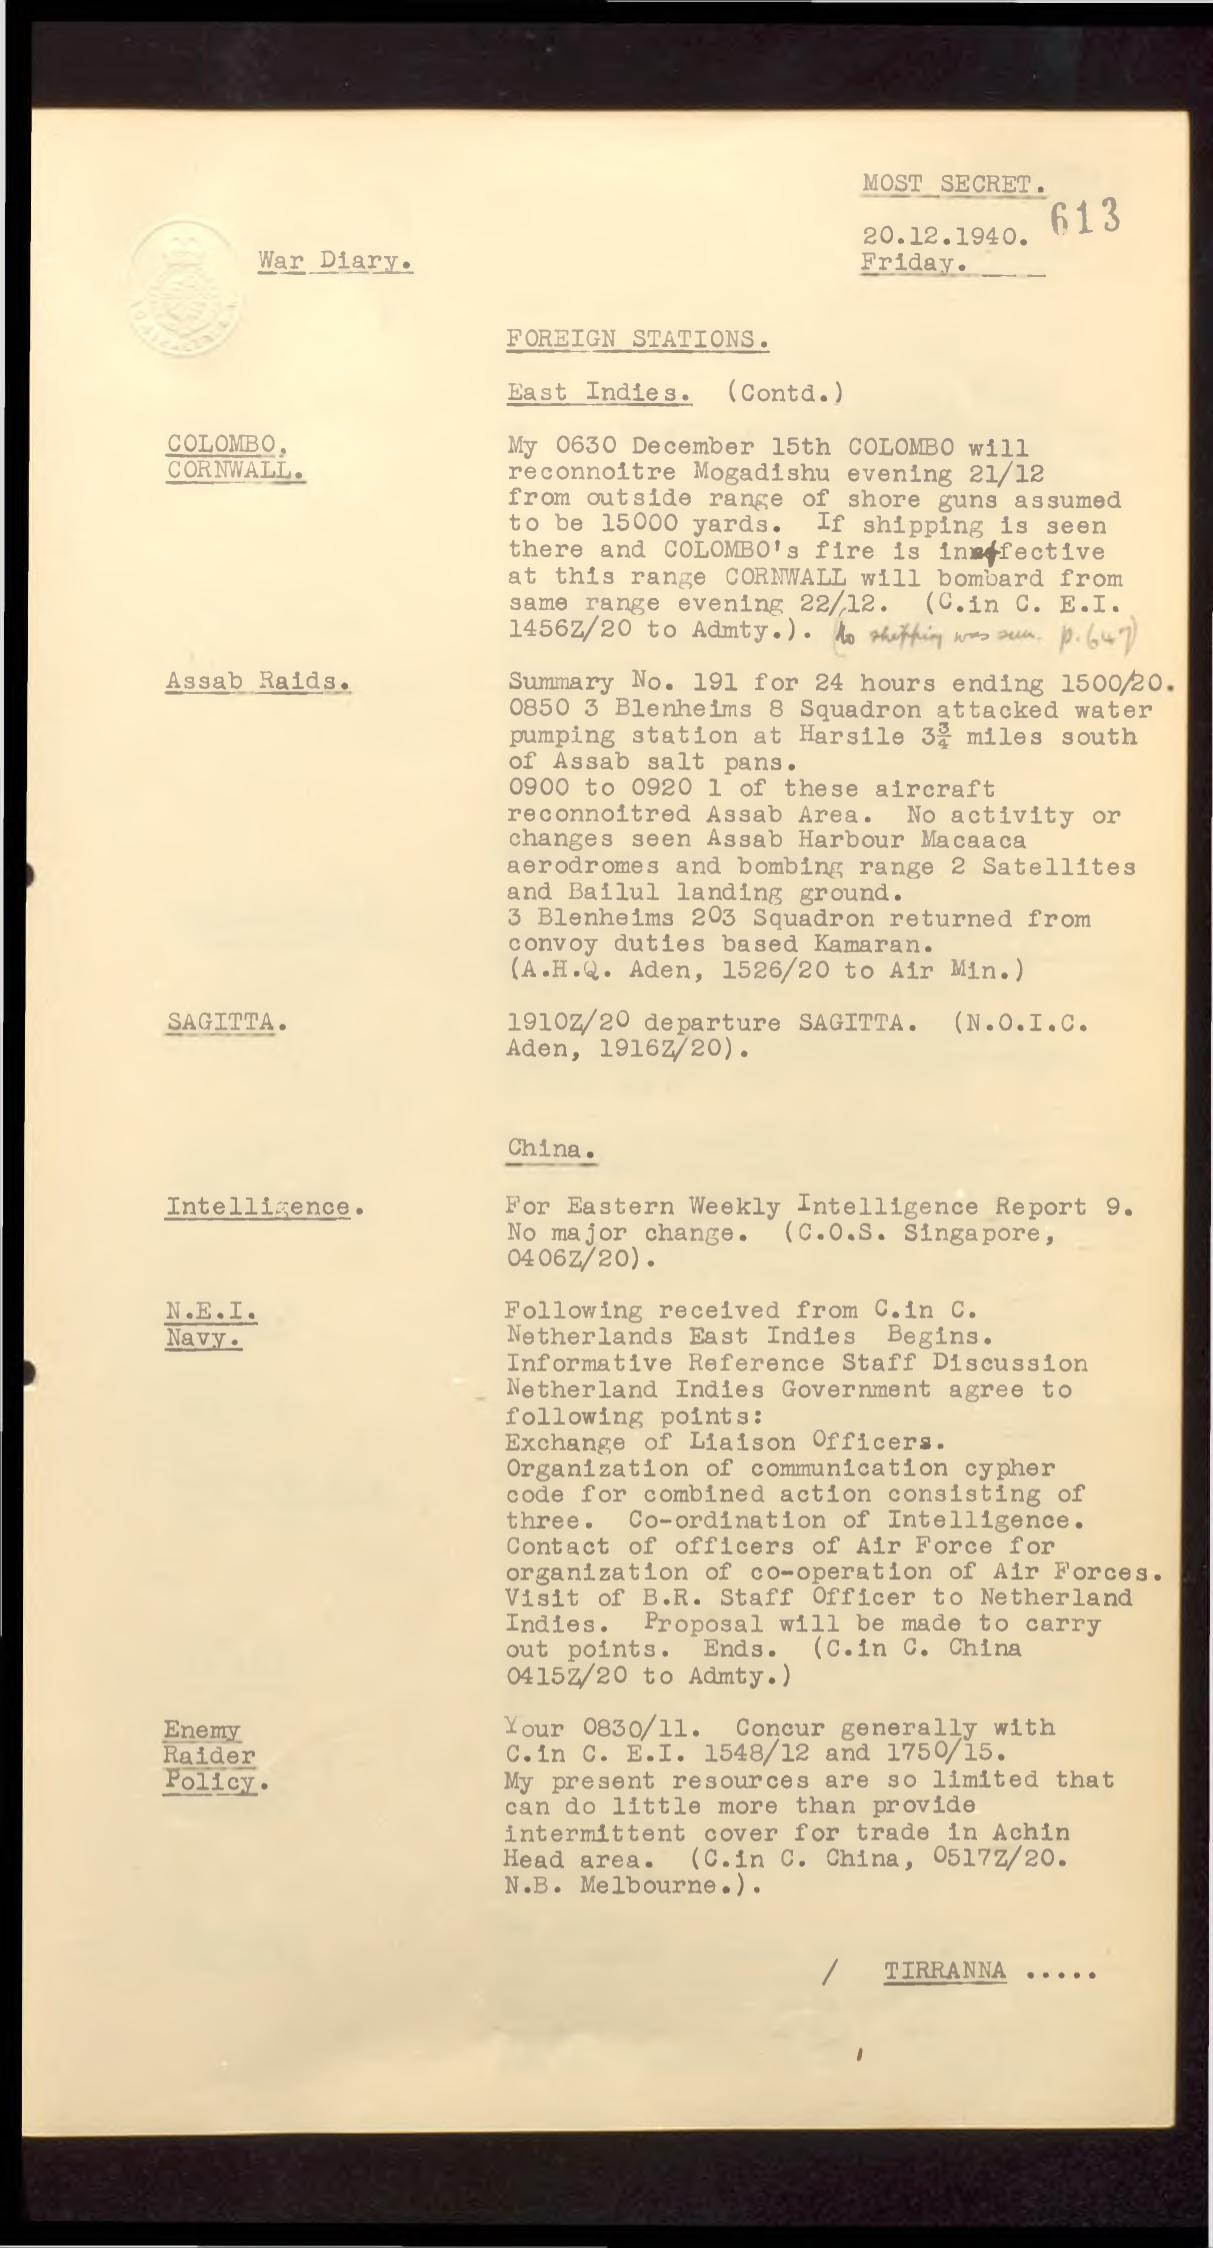 MOST SECRET.
613
20.12.1940.
Friday.
War Diary.
FOREIGN STATIONS.
East Indies. (Contd.)
COLOMBO,
CORNWALL.
My 0630 December 15th COLOMBO will
reconnoitre Mogadishu evening 21/12
from outside range of shore guns assumed
to be 15000 yards. If shipping is seen
there and COLOMBO's fire is ineffective
at this range CORNWALL will bombard from
same range evening 22/12. (C.in C. E.I.
1456Z/20 to Admty.). (No shipping was seen. p.647)
Assab Raids.
Summary No. 191 for 24 hours ending 1500/20.
0850 3 Blenheims 8 Squadron attacked water
pumping station at Harsile 3¾ miles south
of Assab salt pans.
0900 to 0920 1 of these aircraft
reconnoitred Assab Area. No activity or
changes seen Assab Harbour Macaaca
aerodromes and bombing range 2 Satellites
and Bailul landing ground.
3 Blenheims 203 Squadron returned from
convoy duties based Kamaran.
(A.H.Q. Aden, 1526/20 to Air Min.)
SAGITTA.
1910Z/20 departure SAGITTA. (N.O.I.C.
Aden, 1916Z/20).
China.
Intelligence.
For Eastern Weekly Intelligence Report 9.
No major change. (C.O.S. Singapore,
0406Z/20).
N.E.I.
Navy.
Following received from C.in C.
Netherlands East Indies Begins.
Informative Reference Staff Discussion
Netherland Indies Government agree to
following points:
Exchange of Liaison Officers.
Organization of communication cypher
code for combined action consisting of
three. Co-ordination of Intelligence.
Contact of officers of Air Force for
organization of co-operation of Air Forces.
Visit of B.R. Staff Officer to Netherland
Indies. Proposal will be made to carry
out points. Ends. (C.in C. China
0415Z/20 to Admty.)
Enemy
Raider
Policy.
Your 0830/11. Concur generally with
C.in C. E.I. 1548/12 and 1750/15.
My present resources are so limited that
can do little more than provide
intermittent cover for trade in Achin
Head area. (C.in C. China, 0517Z/20.
N.B. Melbourne.).
/ TIRRANNA .....